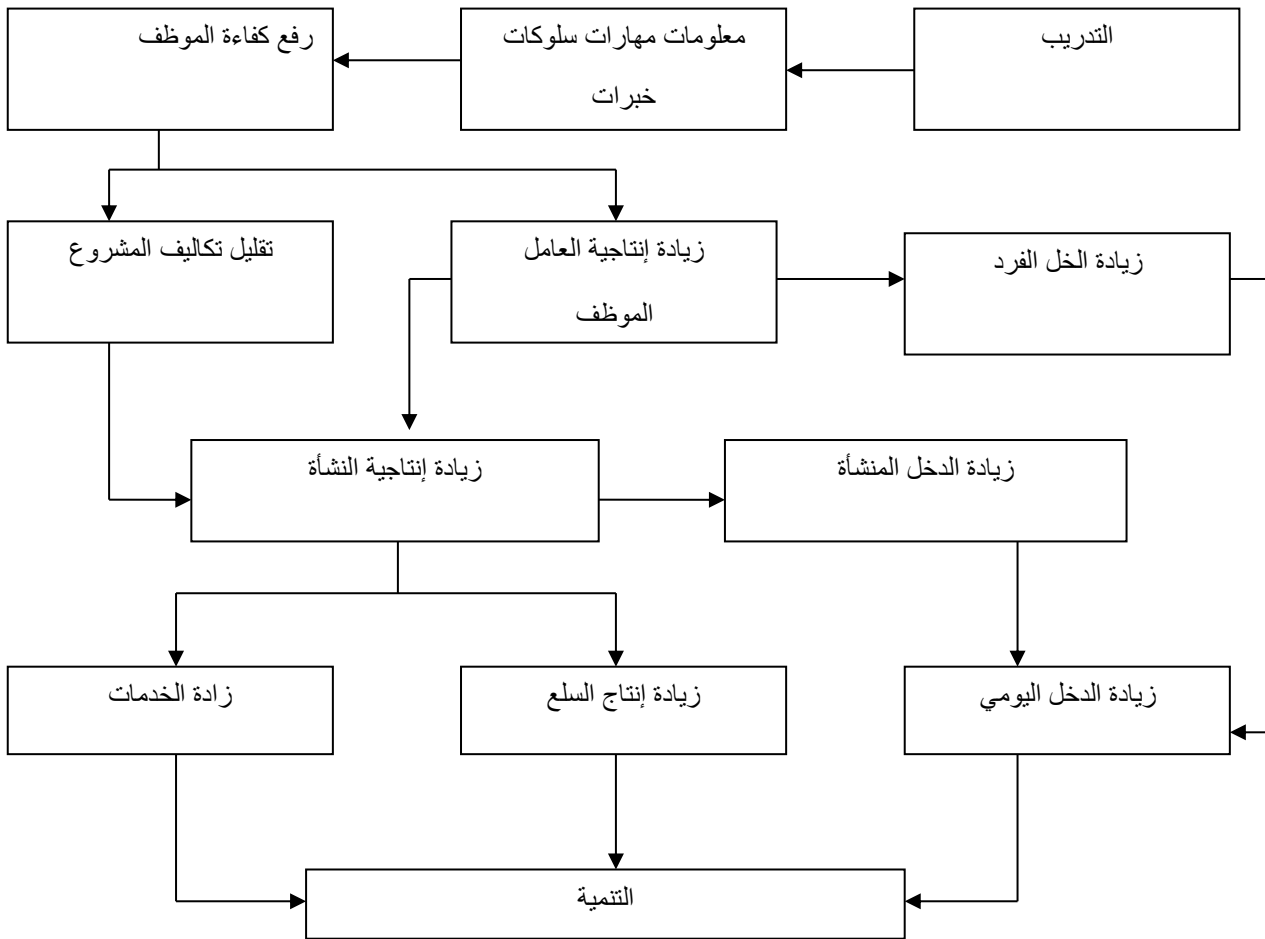 التدريب
معلومات مهارات سلوكات
خبرات
رفع كفاءة الموظف
زيادة الخل الفرد
زيادة إنتاجية العامل
الموظف
تقليل تكاليف المشروع
زيادة الدخل المنشأة
زيادة إنتاجية النشأة
زيادة الدخل اليومي
زيادة إنتاج السلع
زادة الخدمات
التنمية